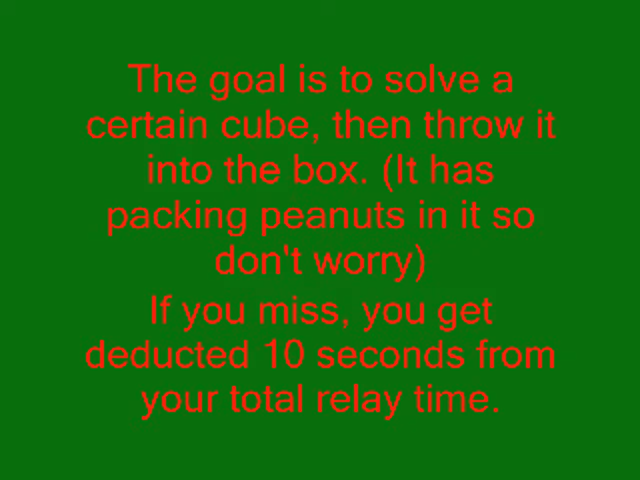 The goal is to solve a
certain cube, then throw it
into the box. (It has
packing peanuts in it so
don't worry)
If you miss, you get
deducted 10 seconds from
your total relay time.